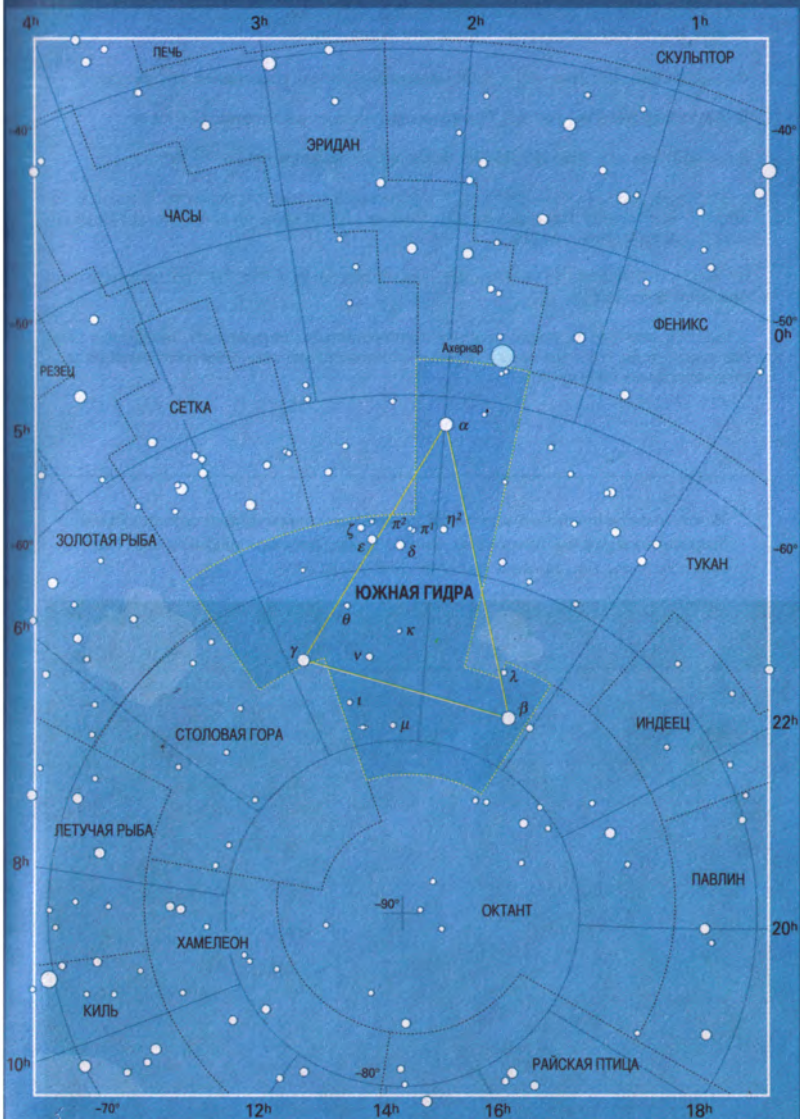 4h 3h 2h 1h
ПЕЧЬ
СКУЛЬПТОР
-40° -40°
ЭРИДАН
ЧАСЫ
-50° -50°
0h
ФЕНИКС
Ахернар
РЕЗЕЦ
СЕТКА
5h
α
ζ π² π¹ η²
ε δ
ЗОЛОТАЯ РЫБА
-60° -60°
ТУКАН
ЮЖНАЯ ГИДРА
θ
6h
κ
γ ν
λ
ι β
μ
ИНДЕЕЦ
22h
СТОЛОВАЯ ГОРА
ЛЕТУЧАЯ РЫБА
8h
ПАВЛИН
-90°
ОКТАНТ
20h
ХАМЕЛЕОН
КИЛЬ
10h
РАЙСКАЯ ПТИЦА
-80°
-70° 12h 14h 16h 18h